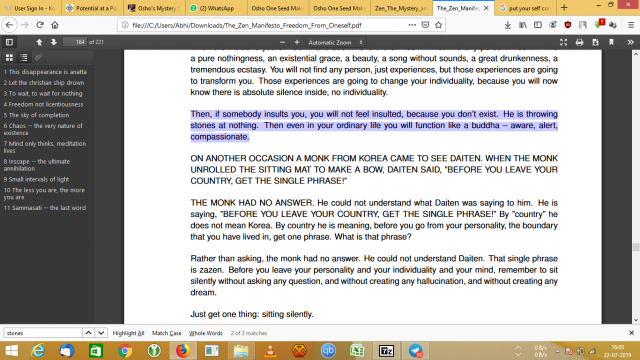 User Sign In - Ko
Potential at a Po
Osho's Mystery S
(2) WhatsApp
Osho One Seed Make
Osho One Seed Make
Zen_The_Mystery_an
The_Zen_Manifesto_F
put your self cons
file:///C:/Users/Abhi/Downloads/The_Zen_Manifesto_Freedom_From_Oneself.pdf
Search
164 of 221
Automatic Zoom
1 This disappearance is anatta
2 Let the christian ship drown
3 To wait, to wait for nothing
4 Freedom not licentiousness
5 The sky of completion
6 Chaos -- the very nature of
existence
7 Mind only thinks, meditation
lives
8 Inscape -- the ultimate
annihilation
9 Small intervals of light
10 The less you are, the more
you are
11 Sammasati -- the last word
a pure nothingness, an existential grace, a beauty, a song without sounds, a great drunkenness, a
tremendous ecstasy. You will not find any person, just experiences, but those experiences are going
to transform you. Those experiences are going to change your individuality, because you will now
know there is absolute silence inside, no individuality.
Then, if somebody insults you, you will not feel insulted, because you don't exist. He is throwing
stones at nothing. Then even in your ordinary life you will function like a buddha -- aware, alert,
compassionate.
ON ANOTHER OCCASION A MONK FROM KOREA CAME TO SEE DAITEN. WHEN THE MONK
UNROLLED THE SITTING MAT TO MAKE A BOW, DAITEN SAID, "BEFORE YOU LEAVE YOUR
COUNTRY, GET THE SINGLE PHRASE!"
THE MONK HAD NO ANSWER. He could not understand what Daiten was saying to him. He is
saying, "BEFORE YOU LEAVE YOUR COUNTRY, GET THE SINGLE PHRASE!" By "country" he
does not mean Korea. By country he is meaning, before you go from your personality, the boundary
that you have lived in, get one phrase. What is that phrase?
Rather than asking, the monk had no answer. He could not understand Daiten. That single phrase
is zazen. Before you leave your personality and your individuality and your mind, remember to sit
silently without asking any question, and without creating any hallucination, and without creating any
dream.
Just get one thing: sitting silently.
stones
Highlight All
Match Case
Whole Words
2 of 3 matches
0 B/s
0 B/s
16:03
22-07-2019